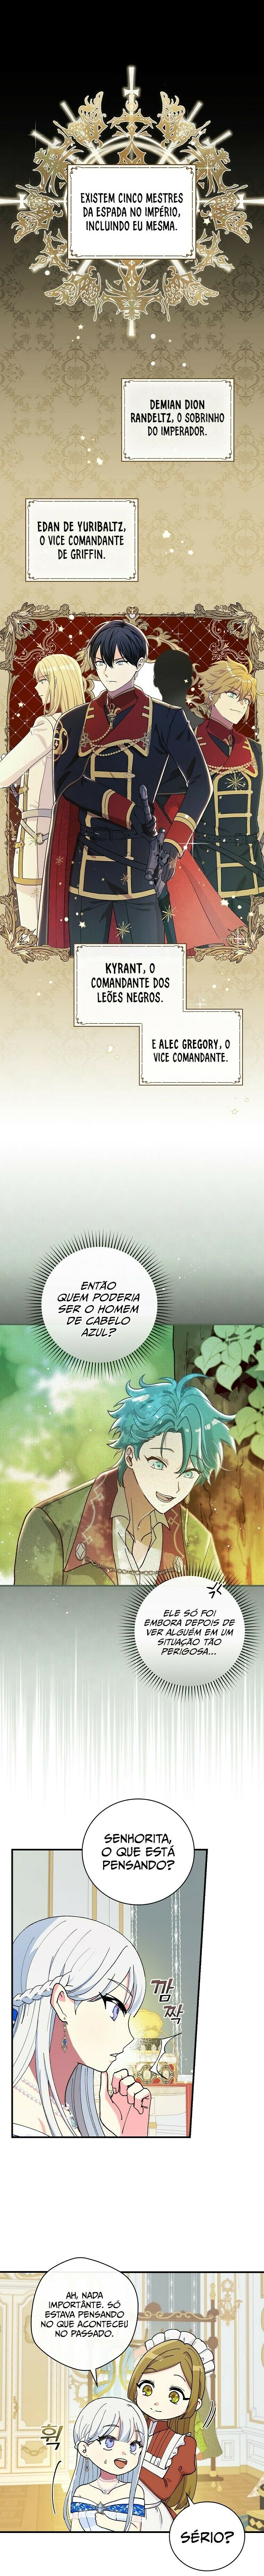 EXISTEM CINCO MESTRES
DA ESPADA NO IMPÉRIO,
INCLUINDO EU MESMA.
DEMIAN DION
RANDELTZ, O SOBRINHO
DO IMPERADOR.
EDAN DE YURIBALTZ,
O VICE COMANDANTE
DE GRIFFIN.
KYRANT, O
COMANDANTE DOS
LEÕES NEGROS.
E ALEC GREGORY, O
VICE COMANDANTE.
ENTÃO
QUEM PODERIA
SER O HOMEM
DE CABELO
AZUL?
ELE SÓ FOI
EMBORA DEPOIS DE
VER ALGUÉM EM UM
SITUAÇÃO TÃO
PERIGOSA...
SENHORITA,
O QUE ESTÁ
PENSANDO?
깜
짝
AH, NADA
IMPORTÂNTE. SÓ
ESTAVA PENSANDO
NO QUE ACONTECEU
NO PASSADO.
휙
SÉRIO?